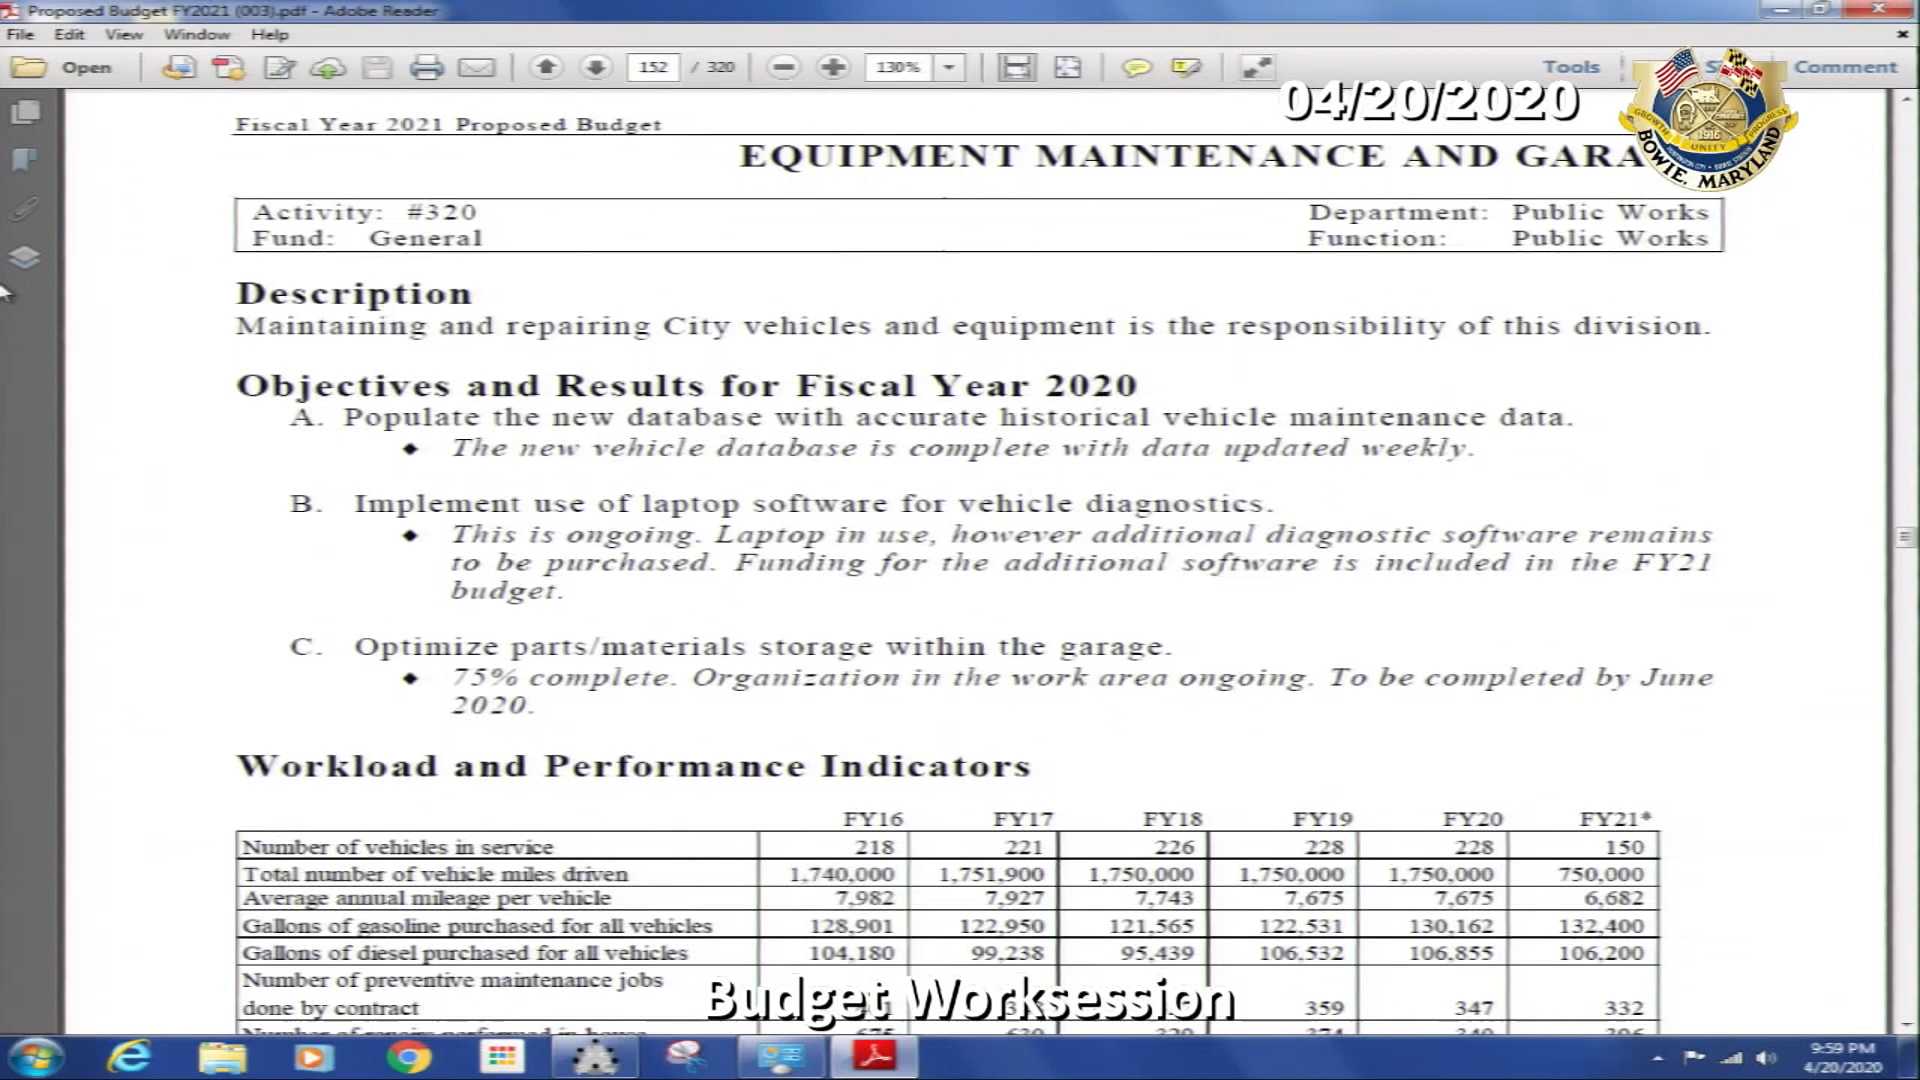 Proposed Budget FY2021 (003).pdf - Adobe Reader
File Edit View Window Help
Open 152 / 320 130% Tools Comment
04/20/2020
1916
UNITY
BOWIE, MARYLAND
Fiscal Year 2021 Proposed Budget
EQUIPMENT MAINTENANCE AND GARA
Activity: #320 Department: Public Works
Fund: General Function: Public Works
Description
Maintaining and repairing City vehicles and equipment is the responsibility of this division.
Objectives and Results for Fiscal Year 2020
A. Populate the new database with accurate historical vehicle maintenance data.
◆ The new vehicle database is complete with data updated weekly.
B. Implement use of laptop software for vehicle diagnostics.
◆ This is ongoing. Laptop in use, however additional diagnostic software remains
to be purchased. Funding for the additional software is included in the FY21
budget.
C. Optimize parts/materials storage within the garage.
◆ 75% complete. Organization in the work area ongoing. To be completed by June
2020.
Workload and Performance Indicators
FY16 FY17 FY18 FY19 FY20 FY21*
Number of vehicles in service 218 221 226 228 228 150
Total number of vehicle miles driven 1,740,000 1,751,900 1,750,000 1,750,000 1,750,000 750,000
Average annual mileage per vehicle 7,982 7,927 7,743 7,675 7,675 6,682
Gallons of gasoline purchased for all vehicles 128,901 122,950 121,565 122,531 130,162 132,400
Gallons of diesel purchased for all vehicles 104,180 99,238 95,439 106,532 106,855 106,200
Number of preventive maintenance jobs
done by contract 359 347 332
Budget Worksession
9:59 PM
4/20/2020